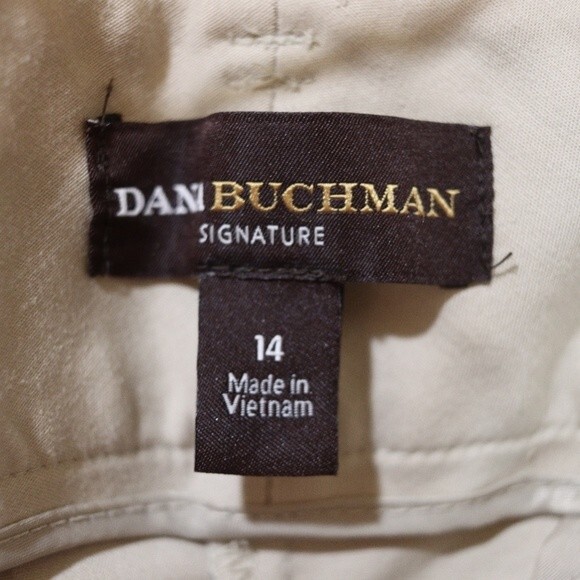 DANA BUCHMAN
SIGNATURE
14
Made in
Vietnam